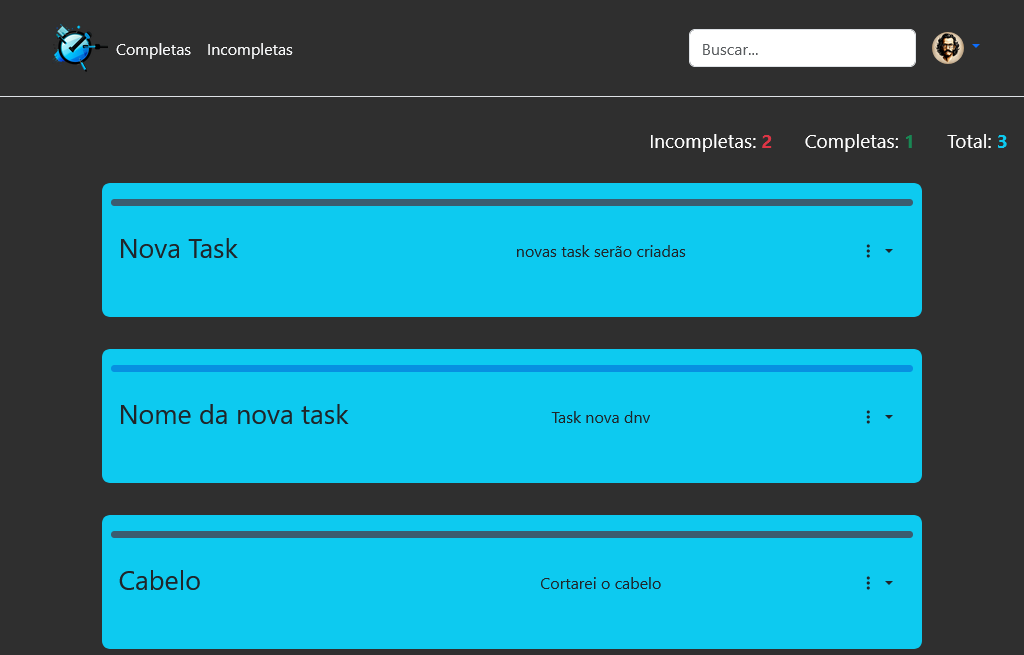 Completas Incompletas Buscar...
Incompletas: 2 Completas: 1 Total: 3
Nova Task novas task serão criadas
Nome da nova task Task nova dnv
Cabelo Cortarei o cabelo